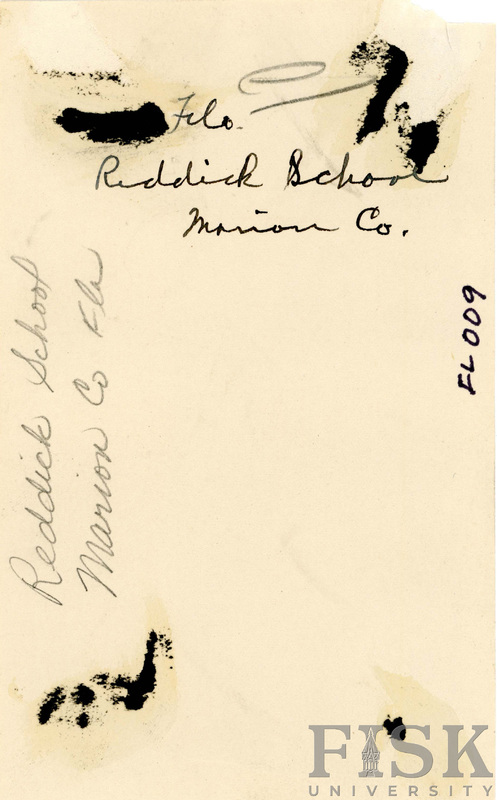 Fla.
Reddick School
Marion Co.
Reddick School
Marion Co Fla
FL009
FISK
UNIVERSITY